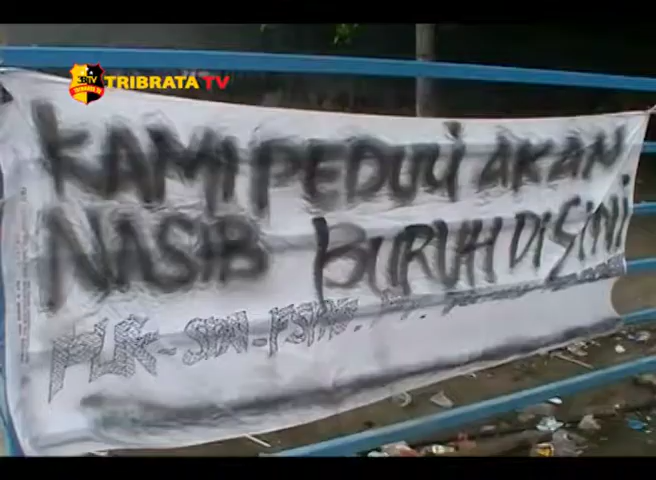 TRIBRATA TV
KAMI PEDULI AKAN
NASIB BURUH DISINI
PUK-SPAI-FSPMI.